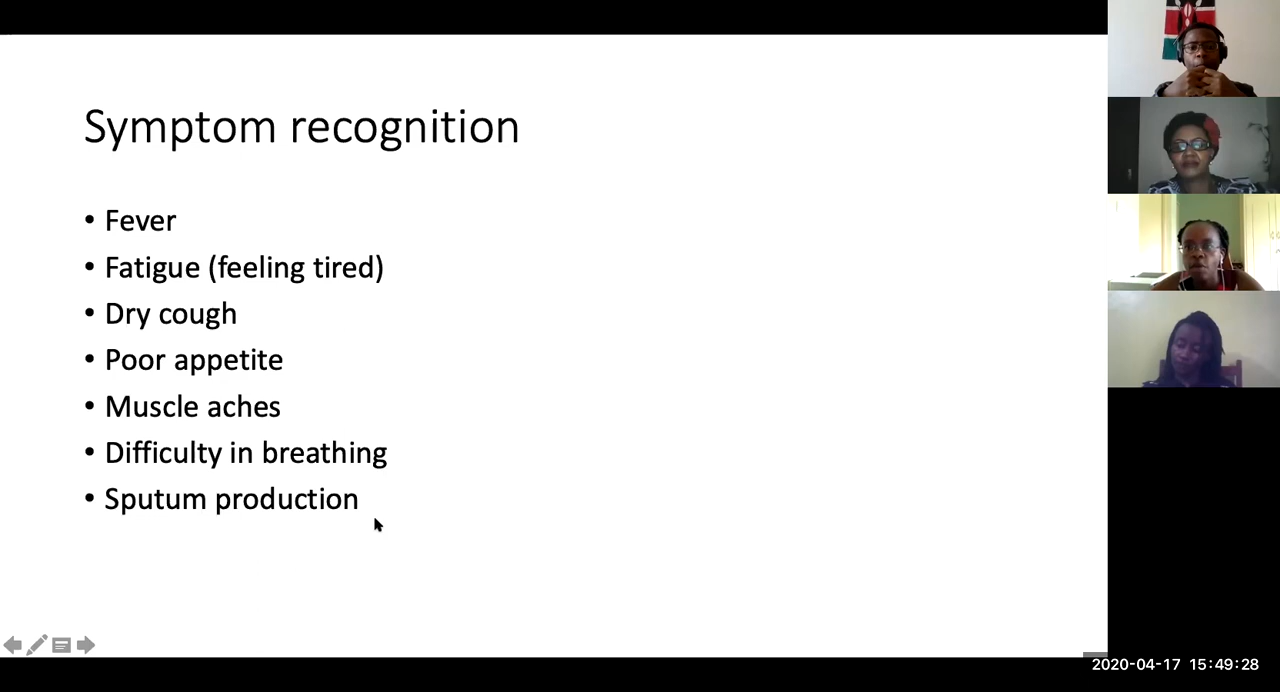 Symptom recognition
• Fever
• Fatigue (feeling tired)
• Dry cough
• Poor appetite
• Muscle aches
• Difficulty in breathing
• Sputum production
2020-04-17 15:49:28